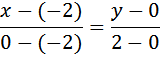 x − (−2) / 0 − (−2) = y − 0 / 2 − 0